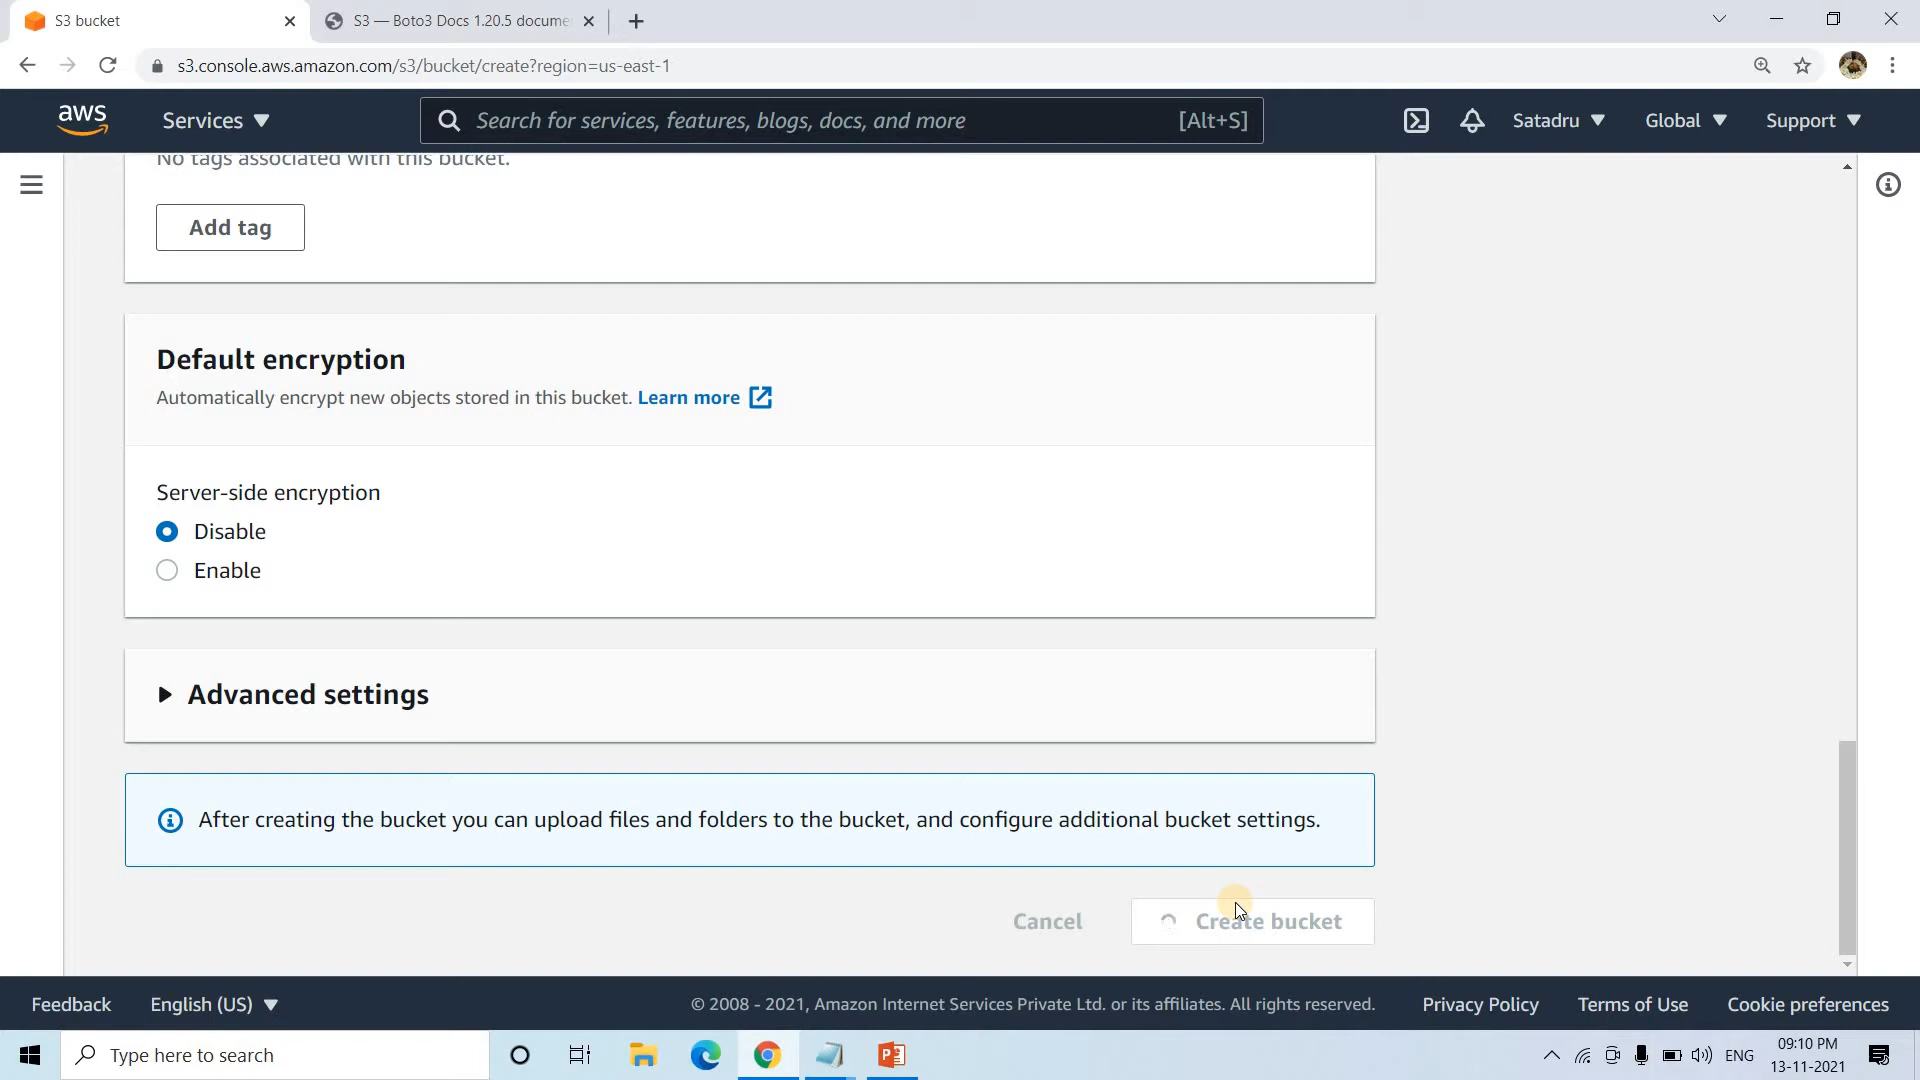 S3 bucket
S3 — Boto3 Docs 1.20.5 docume
s3.console.aws.amazon.com/s3/bucket/create?region=us-east-1
aws
Services
Search for services, features, blogs, docs, and more
[Alt+S]
Satadru
Global
Support
No tags associated with this bucket.
Add tag
Default encryption
Automatically encrypt new objects stored in this bucket. Learn more
Server-side encryption
Disable
Enable
Advanced settings
After creating the bucket you can upload files and folders to the bucket, and configure additional bucket settings.
Cancel
Create bucket
Feedback
English (US)
© 2008 - 2021, Amazon Internet Services Private Ltd. or its affiliates. All rights reserved.
Privacy Policy
Terms of Use
Cookie preferences
Type here to search
ENG
09:10 PM
13-11-2021